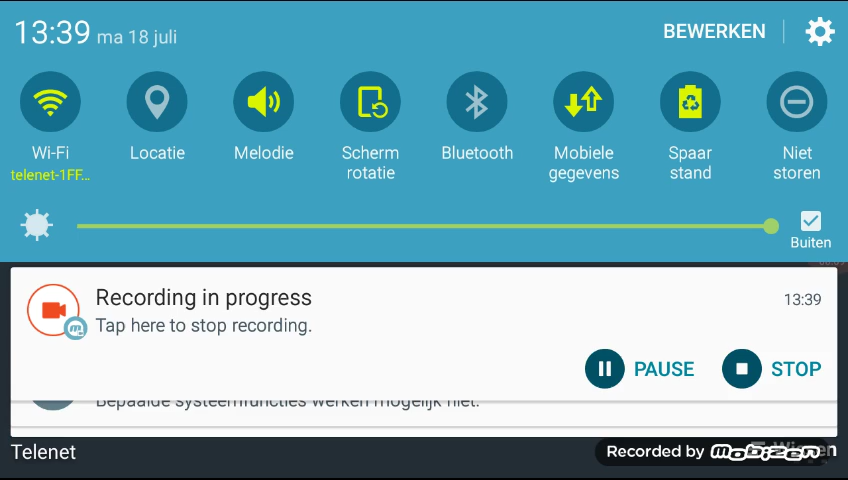 13:39 ma 18 juli
BEWERKEN
Wi-Fi
telenet-1FF...
Locatie
Melodie
Scherm
rotatie
Bluetooth
Mobiele
gegevens
Spaar
stand
Niet
storen
Buiten
Recording in progress
13:39
Tap here to stop recording.
PAUSE
STOP
Bepaalde systeemfuncties werken mogelijk niet.
Telenet
Recorded by mobizen